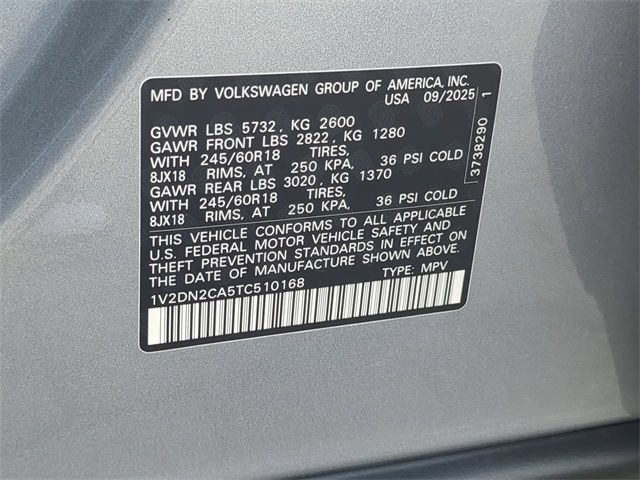 MFD BY VOLKSWAGEN GROUP OF AMERICA, INC.
USA 09/2025
GVWR LBS 5732, KG 2600
GAWR FRONT LBS 2822, KG 1280
WITH 245/60R18 TIRES,
8JX18 RIMS, AT 250 KPA, 36 PSI COLD
GAWR REAR LBS 3020, KG 1370
WITH 245/60R18 TIRES,
8JX18 RIMS, AT 250 KPA, 36 PSI COLD
THIS VEHICLE CONFORMS TO ALL APPLICABLE
U.S. FEDERAL MOTOR VEHICLE SAFETY AND
THEFT PREVENTION STANDARDS IN EFFECT ON
THE DATE OF MANUFACTURE SHOWN ABOVE.
1V2DN2CA5TC510168 TYPE: MPV
3738290 1